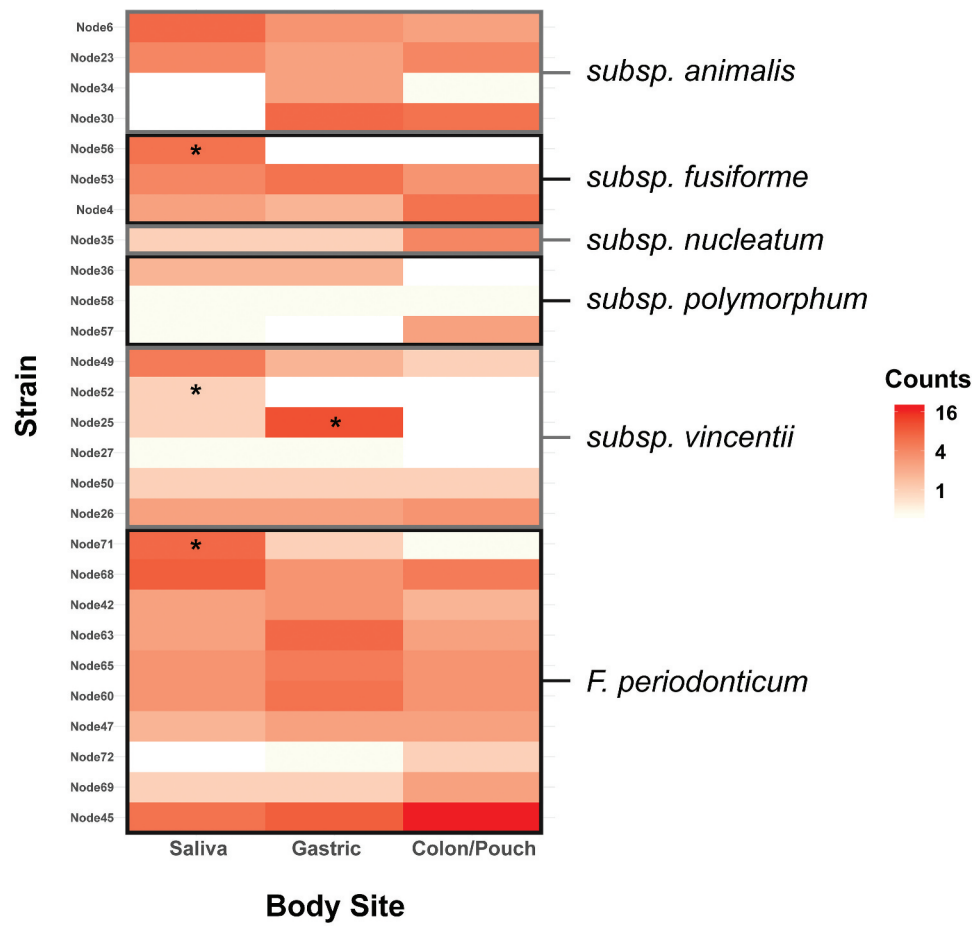 Node6
Node23
subsp. animalis
Node34
Node30
Node56 *
Node53
subsp. fusiforme
Node4
Node35
subsp. nucleatum
Node36
Node58
subsp. polymorphum
Node57
Node49
Node52 *
Node25 *
subsp. vincentii
Node27
Node50
Node26
Node71 *
Node68
Node42
Node63
Node65
F. periodonticum
Node60
Node47
Node72
Node69
Node45
Strain
Saliva Gastric Colon/Pouch
Body Site
Counts
16
4
1